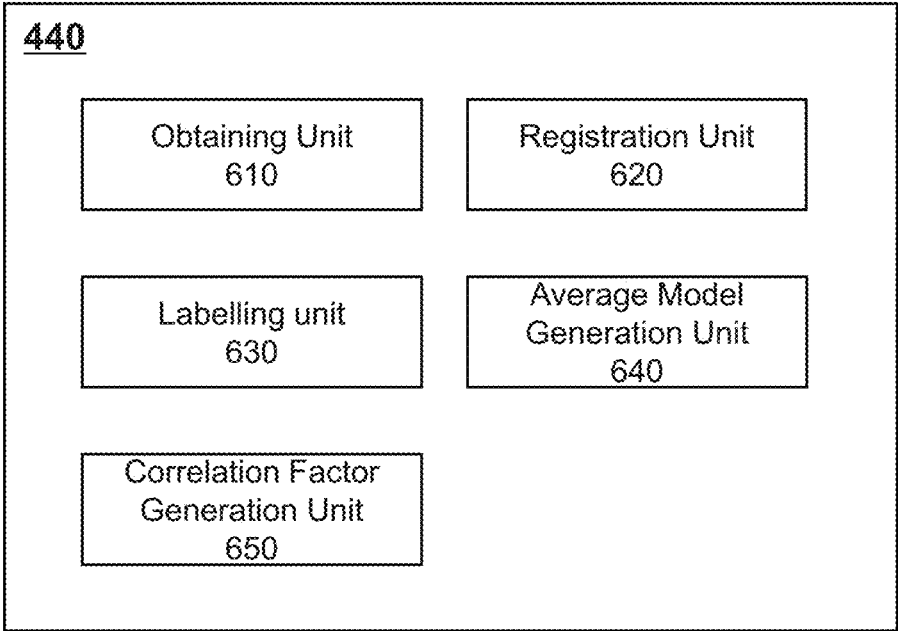 440
Obtaining Unit
610
Registration Unit
620
Labelling unit
630
Average Model
Generation Unit
640
Correlation Factor
Generation Unit
650